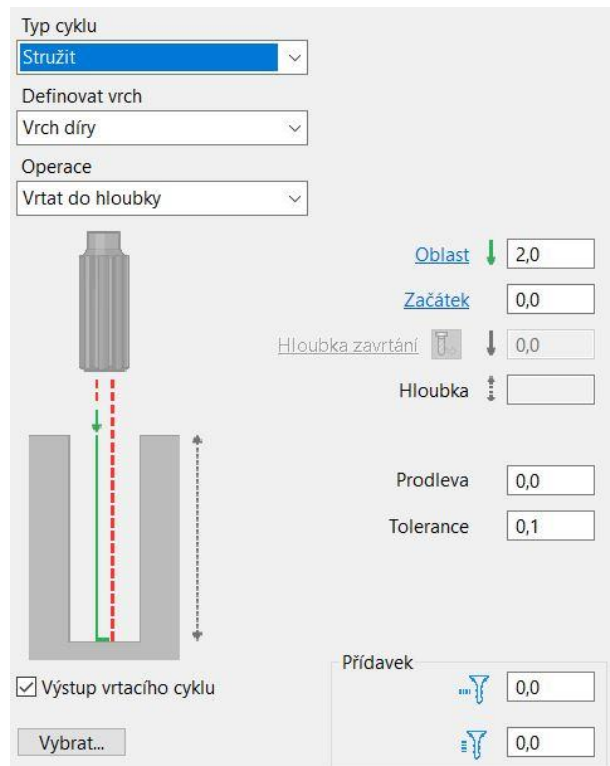 Typ cyklu
Stružit
Definovat vrch
Vrch díry
Operace
Vrtat do hloubky
Oblast 2,0
Začátek 0,0
Hloubka zavrtání 0,0
Hloubka
Prodleva 0,0
Tolerance 0,1
Přídavek
Výstup vrtacího cyklu 0,0
Vybrat... 0,0